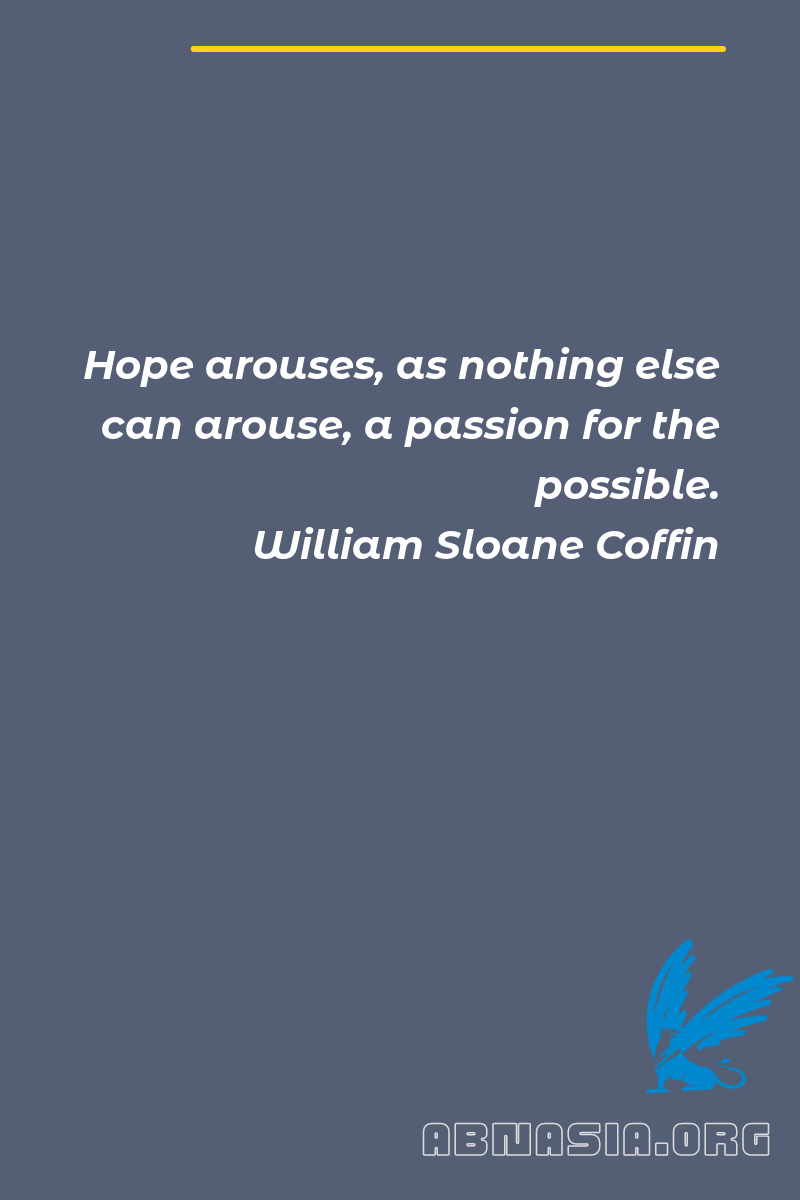 Hope arouses, as nothing else
can arouse, a passion for the
possible.
William Sloane Coffin
ABNASIA.ORG